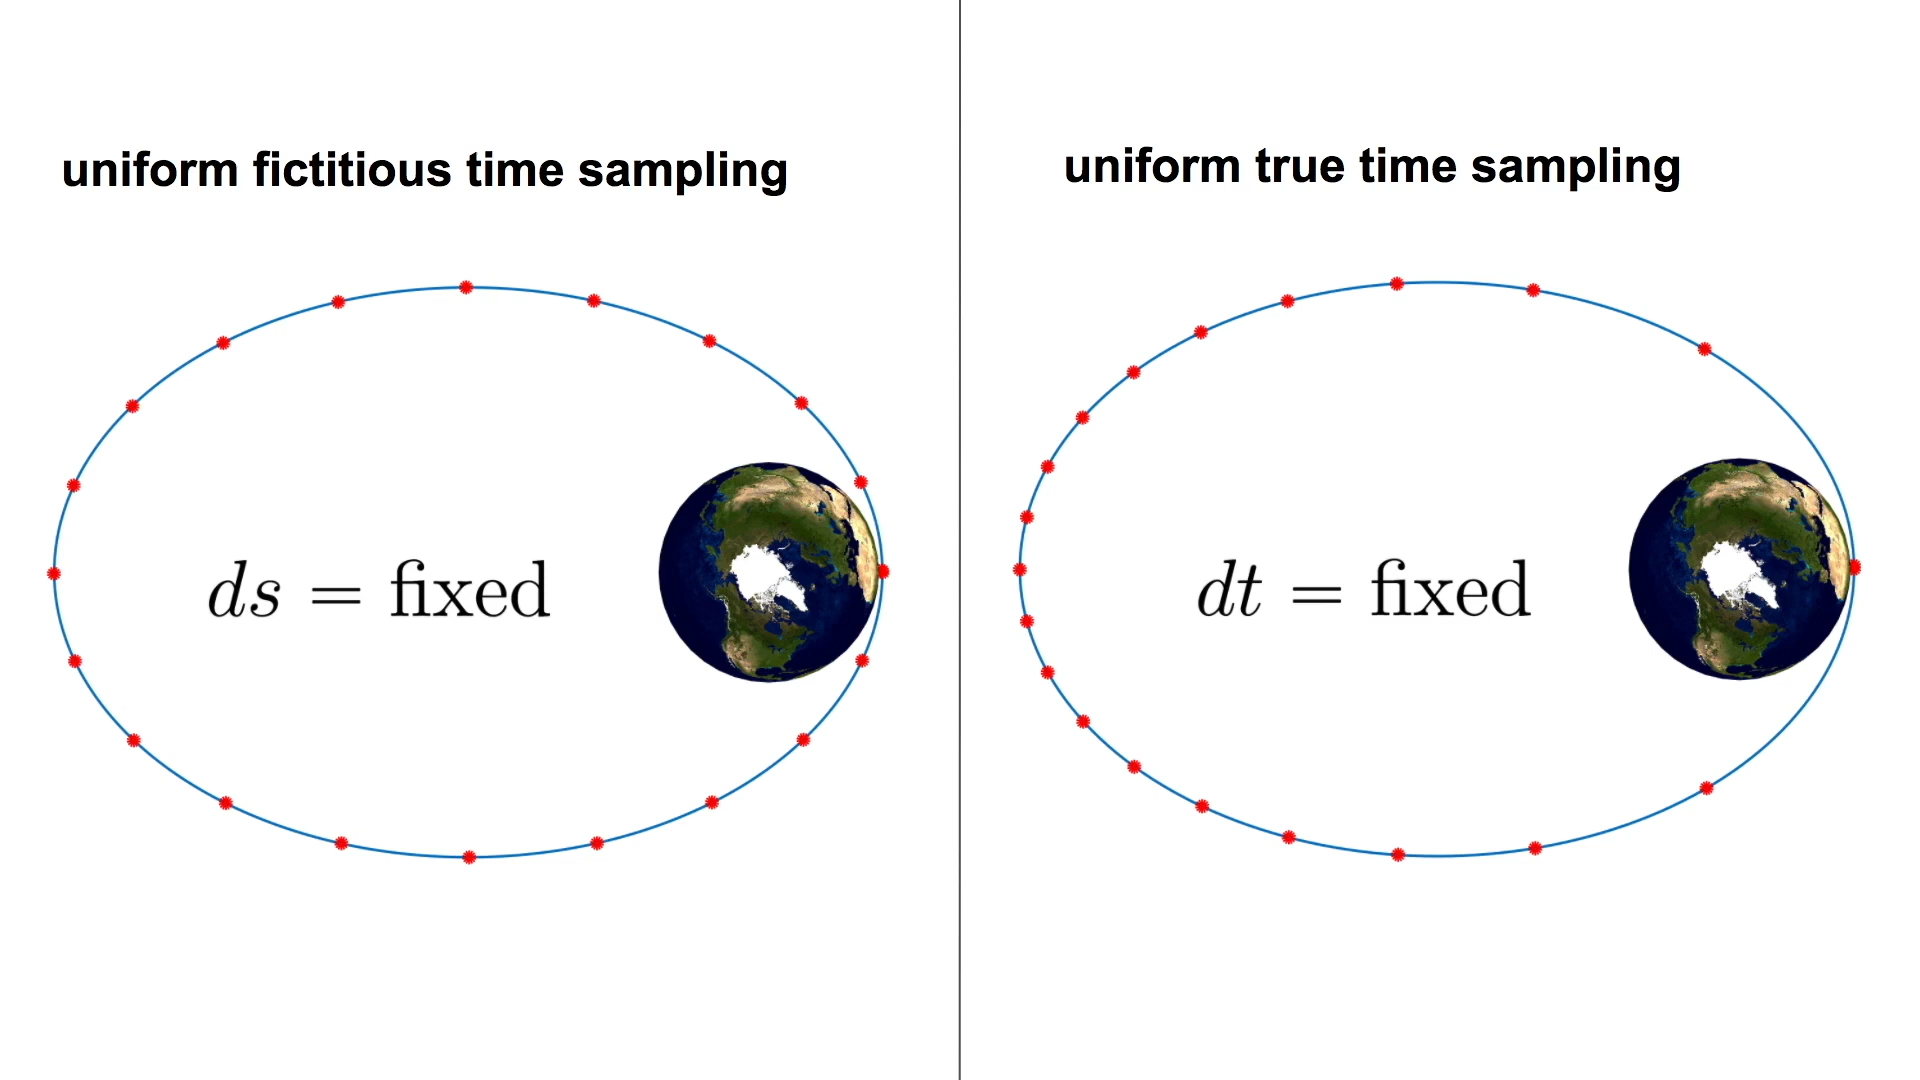 uniform fictitious time sampling
ds = fixed
uniform true time sampling
dt = fixed